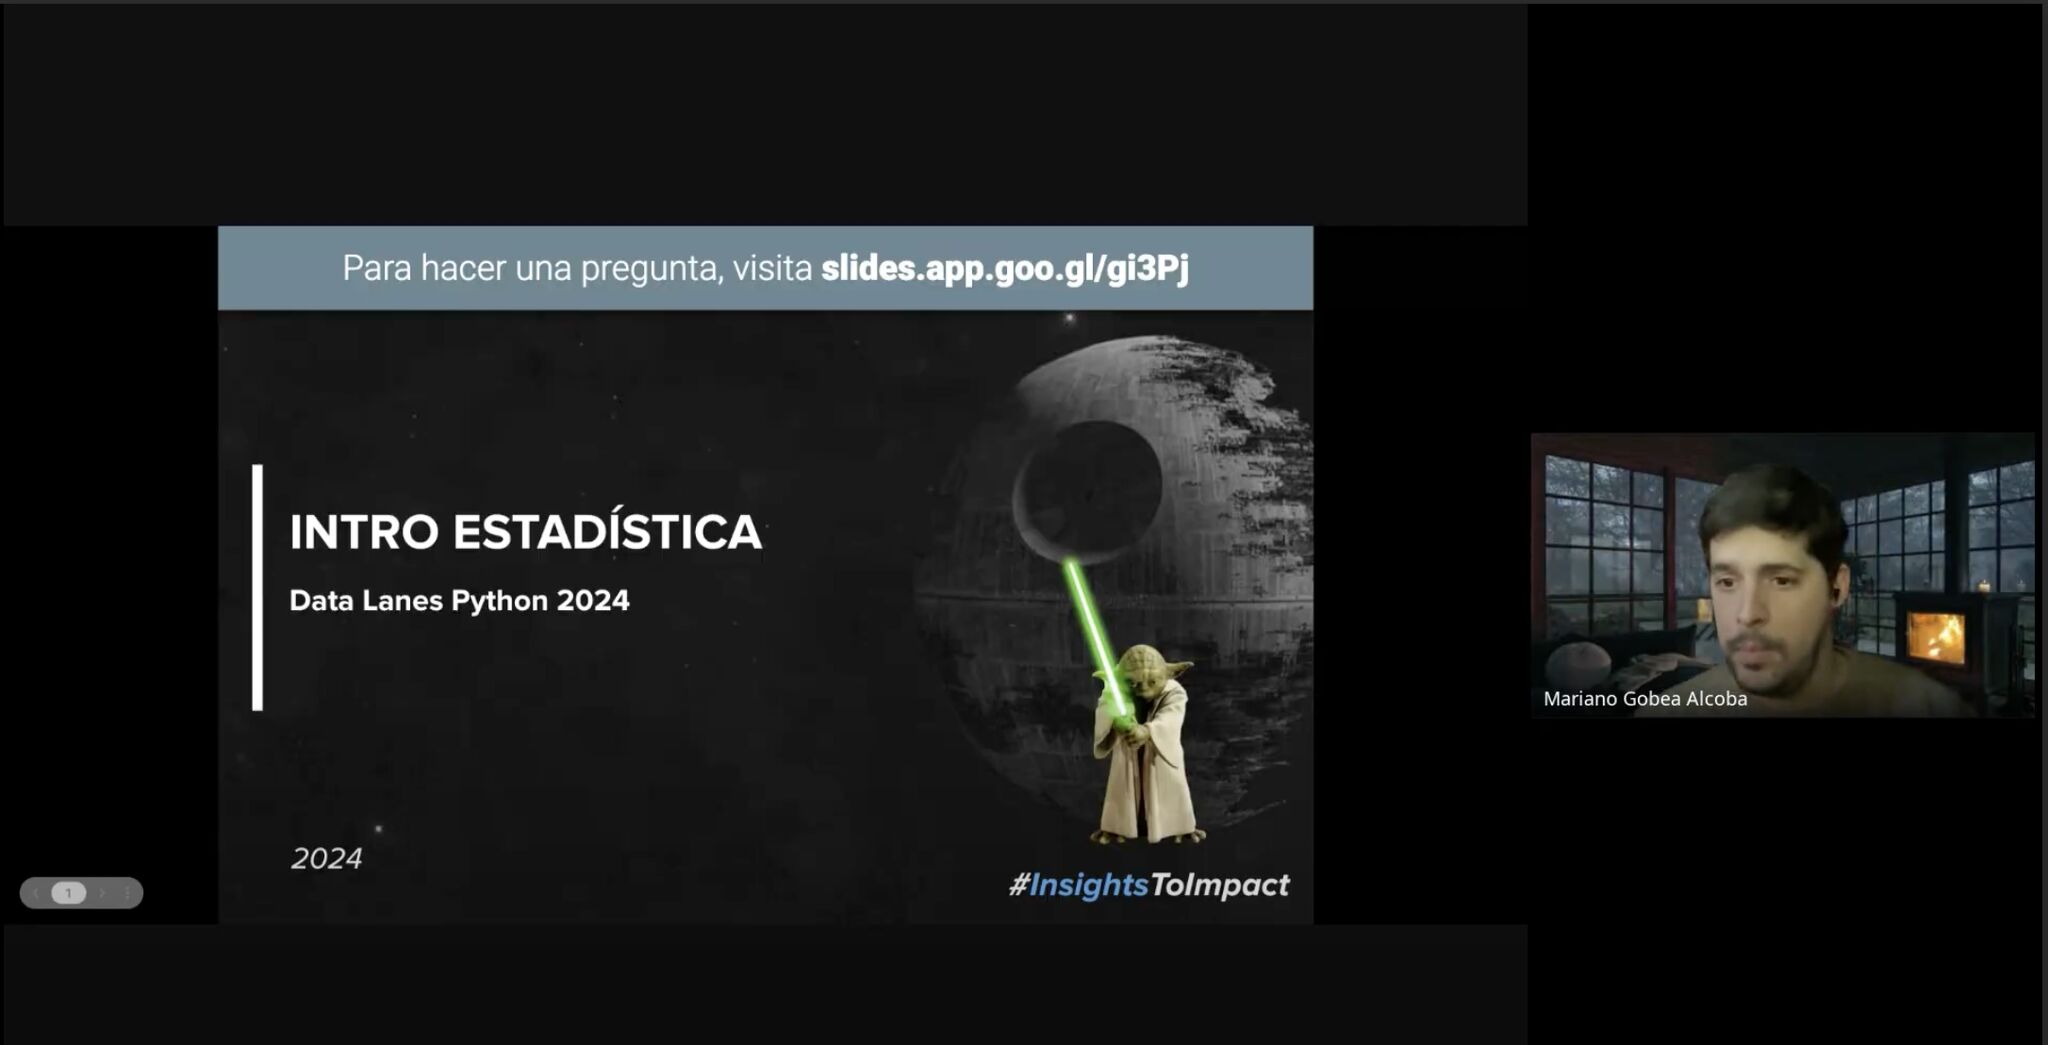 Para hacer una pregunta, visita slides.app.goo.gl/gi3Pj
INTRO ESTADÍSTICA
Data Lanes Python 2024
2024
#InsightsToImpact
1
Mariano Gobea Alcoba